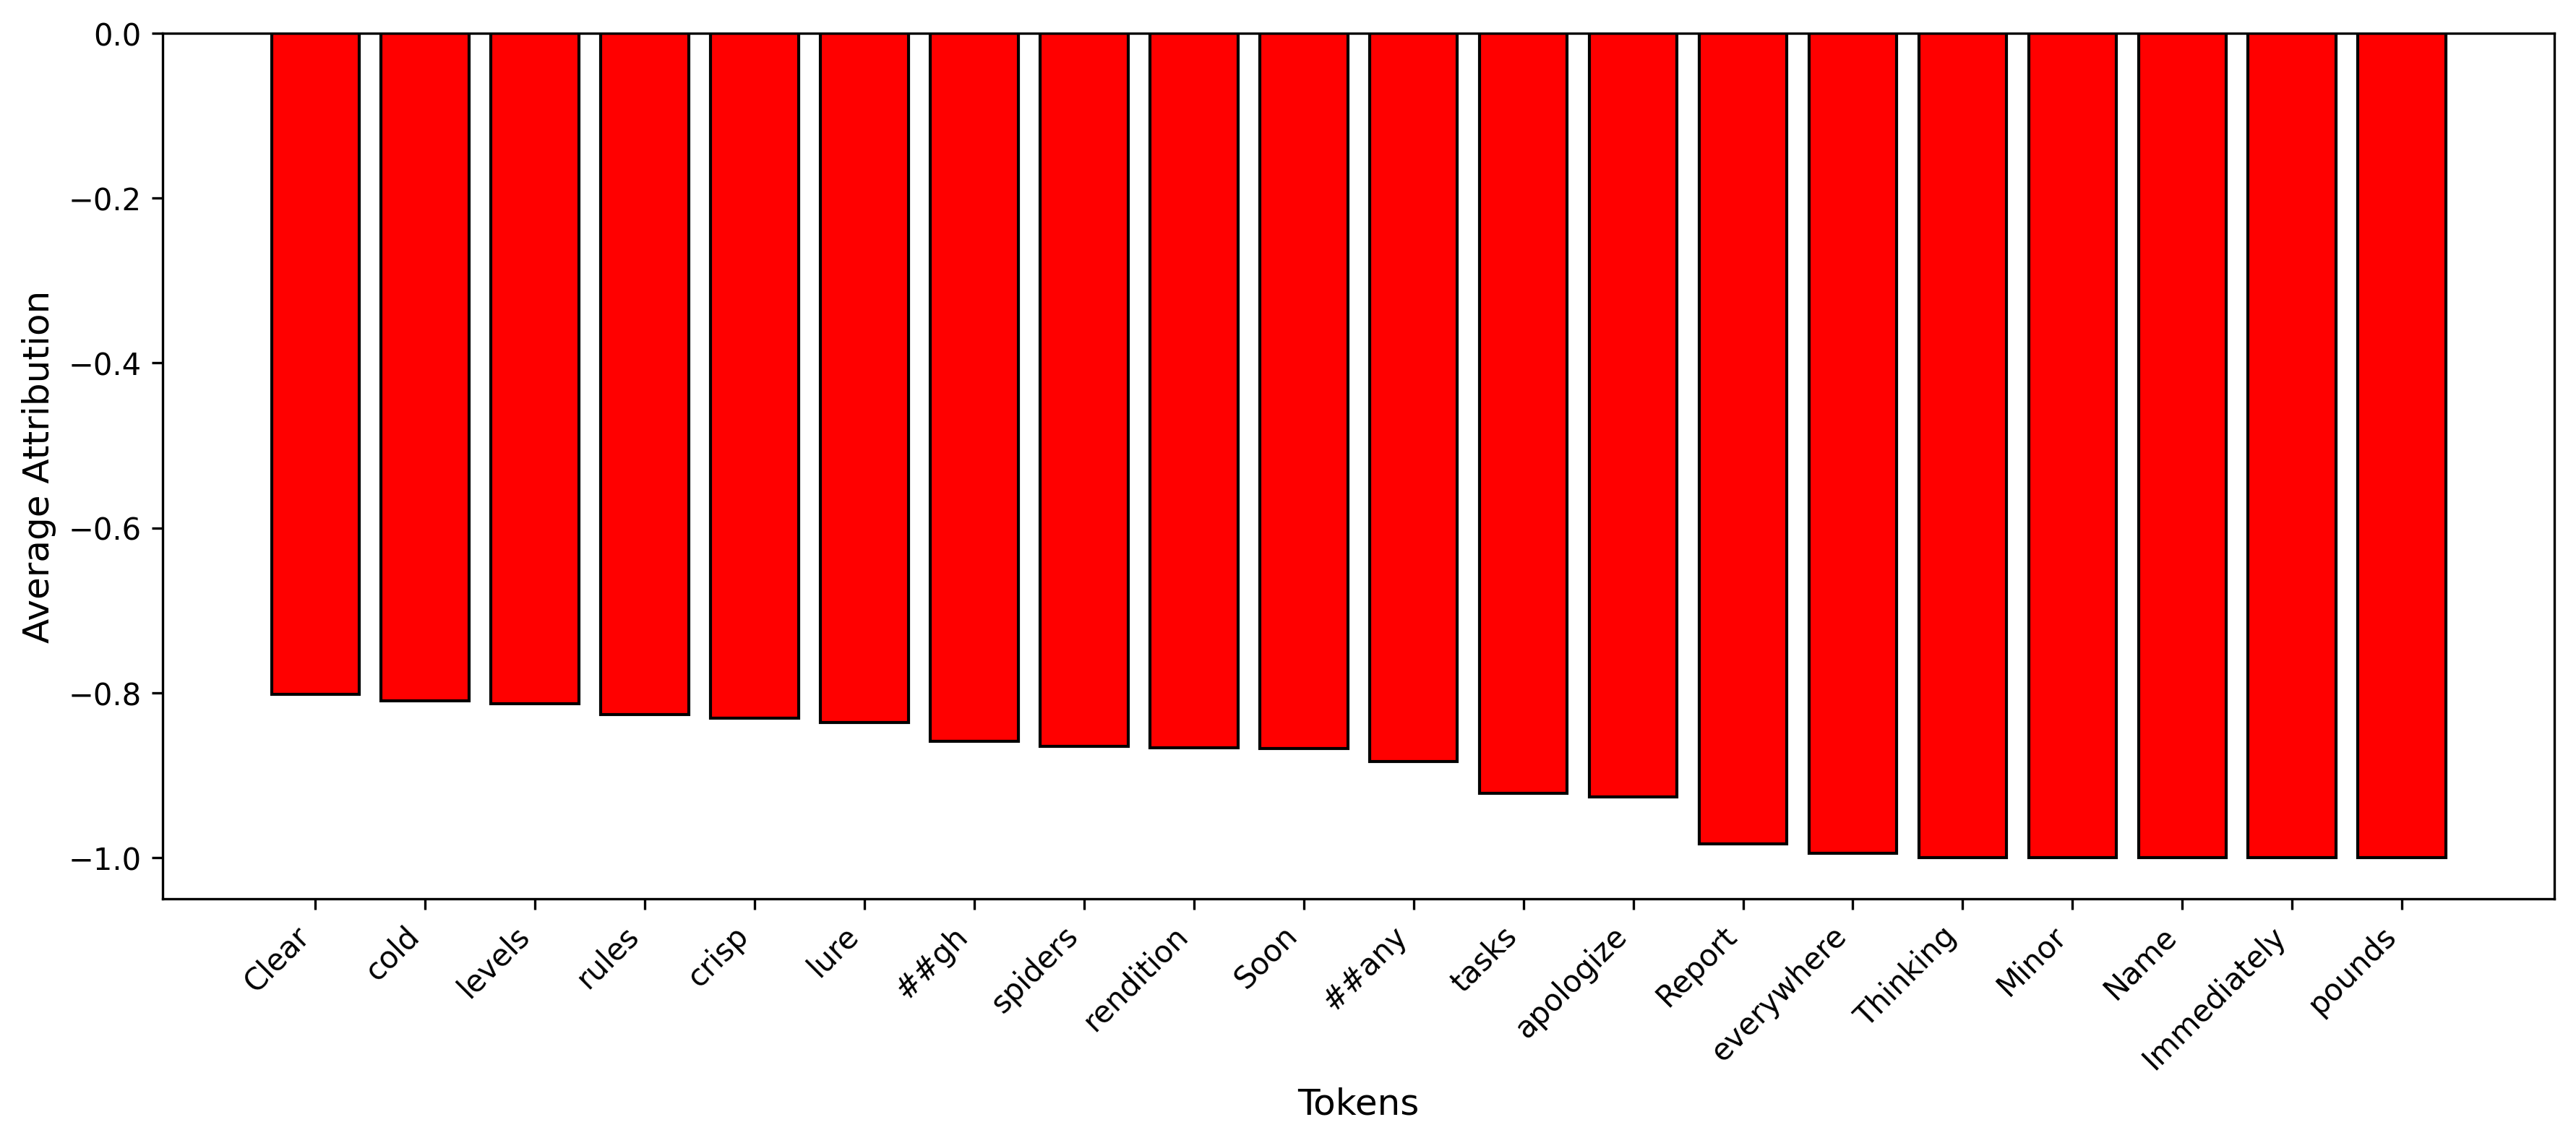 0.0
−0.2
−0.4
−0.6
−0.8
−1.0
Average Attribution
Clear
cold
levels
rules
crisp
lure
##gh
spiders
rendition
Soon
##any
tasks
apologize
Report
everywhere
Thinking
Minor
Name
Immediately
pounds
Tokens